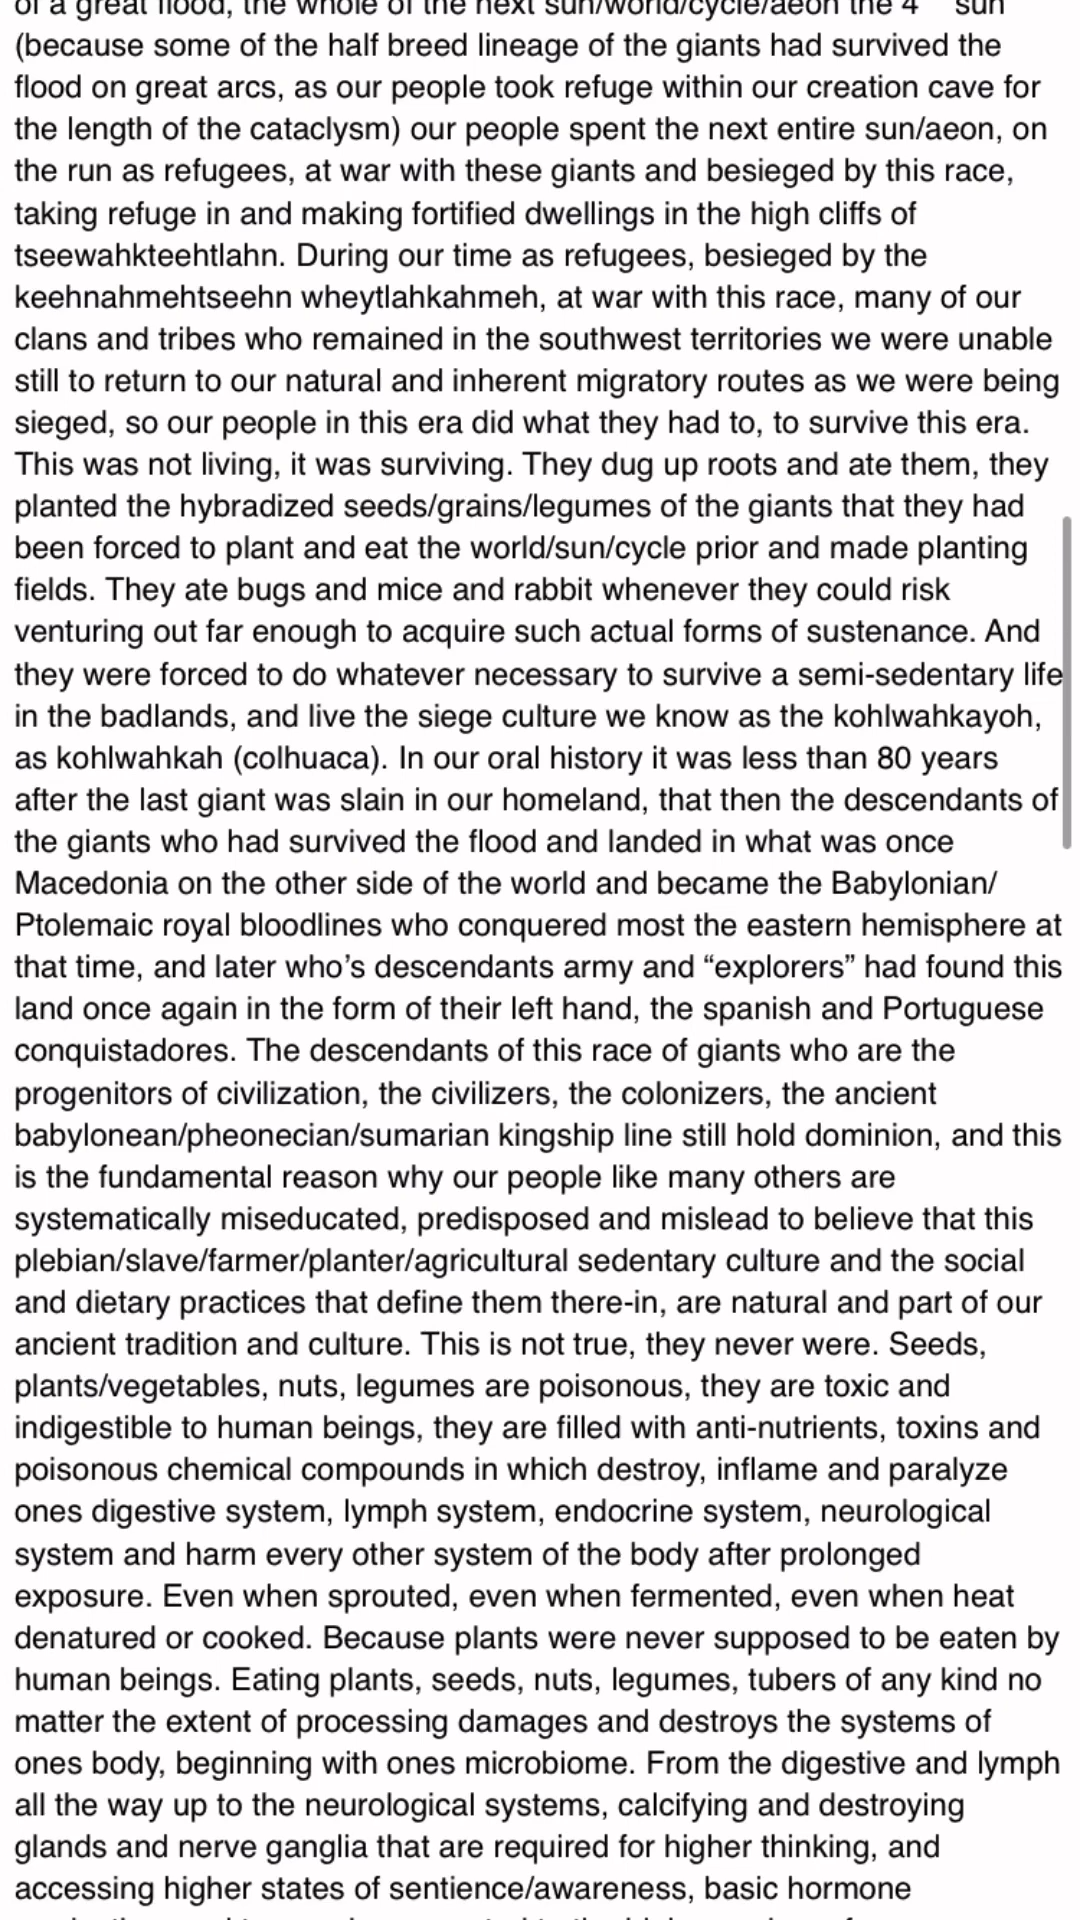 of a great flood, the whole of the next sun/world/cycle/aeon the 4 sun
(because some of the half breed lineage of the giants had survived the
flood on great arcs, as our people took refuge within our creation cave for
the length of the cataclysm) our people spent the next entire sun/aeon, on
the run as refugees, at war with these giants and besieged by this race,
taking refuge in and making fortified dwellings in the high cliffs of
tseewahkteehtlahn. During our time as refugees, besieged by the
keehnahmehtseehn wheytlahkahmeh, at war with this race, many of our
clans and tribes who remained in the southwest territories we were unable
still to return to our natural and inherent migratory routes as we were being
sieged, so our people in this era did what they had to, to survive this era.
This was not living, it was surviving. They dug up roots and ate them, they
planted the hybradized seeds/grains/legumes of the giants that they had
been forced to plant and eat the world/sun/cycle prior and made planting
fields. They ate bugs and mice and rabbit whenever they could risk
venturing out far enough to acquire such actual forms of sustenance. And
they were forced to do whatever necessary to survive a semi-sedentary life
in the badlands, and live the siege culture we know as the kohlwahkayoh,
as kohlwahkah (colhuaca). In our oral history it was less than 80 years
after the last giant was slain in our homeland, that then the descendants of
the giants who had survived the flood and landed in what was once
Macedonia on the other side of the world and became the Babylonian/
Ptolemaic royal bloodlines who conquered most the eastern hemisphere at
that time, and later who's descendants army and “explorers” had found this
land once again in the form of their left hand, the spanish and Portuguese
conquistadores. The descendants of this race of giants who are the
progenitors of civilization, the civilizers, the colonizers, the ancient
babylonean/pheonecian/sumarian kingship line still hold dominion, and this
is the fundamental reason why our people like many others are
systematically miseducated, predisposed and mislead to believe that this
plebian/slave/farmer/planter/agricultural sedentary culture and the social
and dietary practices that define them there-in, are natural and part of our
ancient tradition and culture. This is not true, they never were. Seeds,
plants/vegetables, nuts, legumes are poisonous, they are toxic and
indigestible to human beings, they are filled with anti-nutrients, toxins and
poisonous chemical compounds in which destroy, inflame and paralyze
ones digestive system, lymph system, endocrine system, neurological
system and harm every other system of the body after prolonged
exposure. Even when sprouted, even when fermented, even when heat
denatured or cooked. Because plants were never supposed to be eaten by
human beings. Eating plants, seeds, nuts, legumes, tubers of any kind no
matter the extent of processing damages and destroys the systems of
ones body, beginning with ones microbiome. From the digestive and lymph
all the way up to the neurological systems, calcifying and destroying
glands and nerve ganglia that are required for higher thinking, and
accessing higher states of sentience/awareness, basic hormone